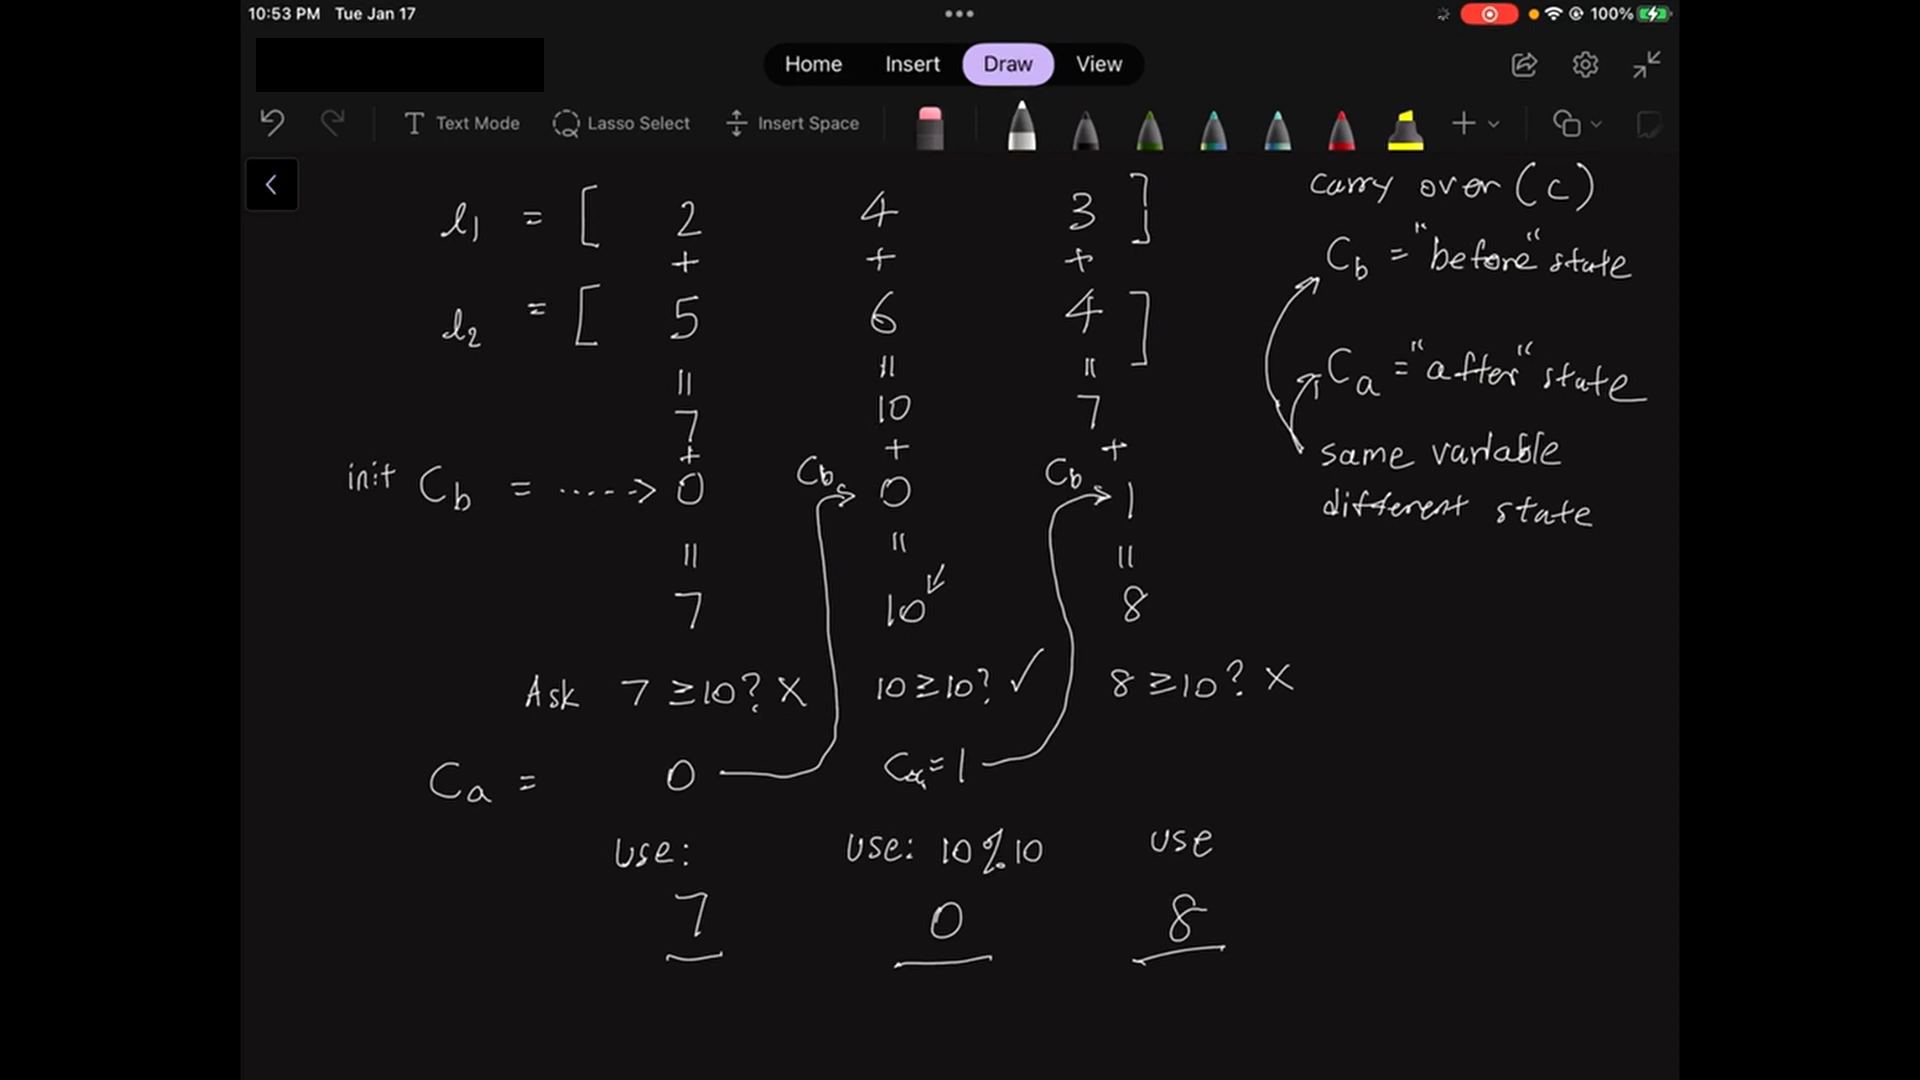 10:53 PM Tue Jan 17
100%
Home Insert Draw View
Text Mode Lasso Select Insert Space
l1 = [ 2 4 3 ]
+ + +
l2 = [ 5 6 4 ]
= = =
7 10 7
+ + +
init Cb = .....> 0 Cb 0 Cb 1
= = =
7 10 8
Ask 7 ≥10? X 10≥10? ✓ 8 ≥10? X
Ca = 0 Ca=1
use: use: 10%10 use
7 0 8
carry over (c)
Cb = "before" state
Ca = "after" state
same variable
different state